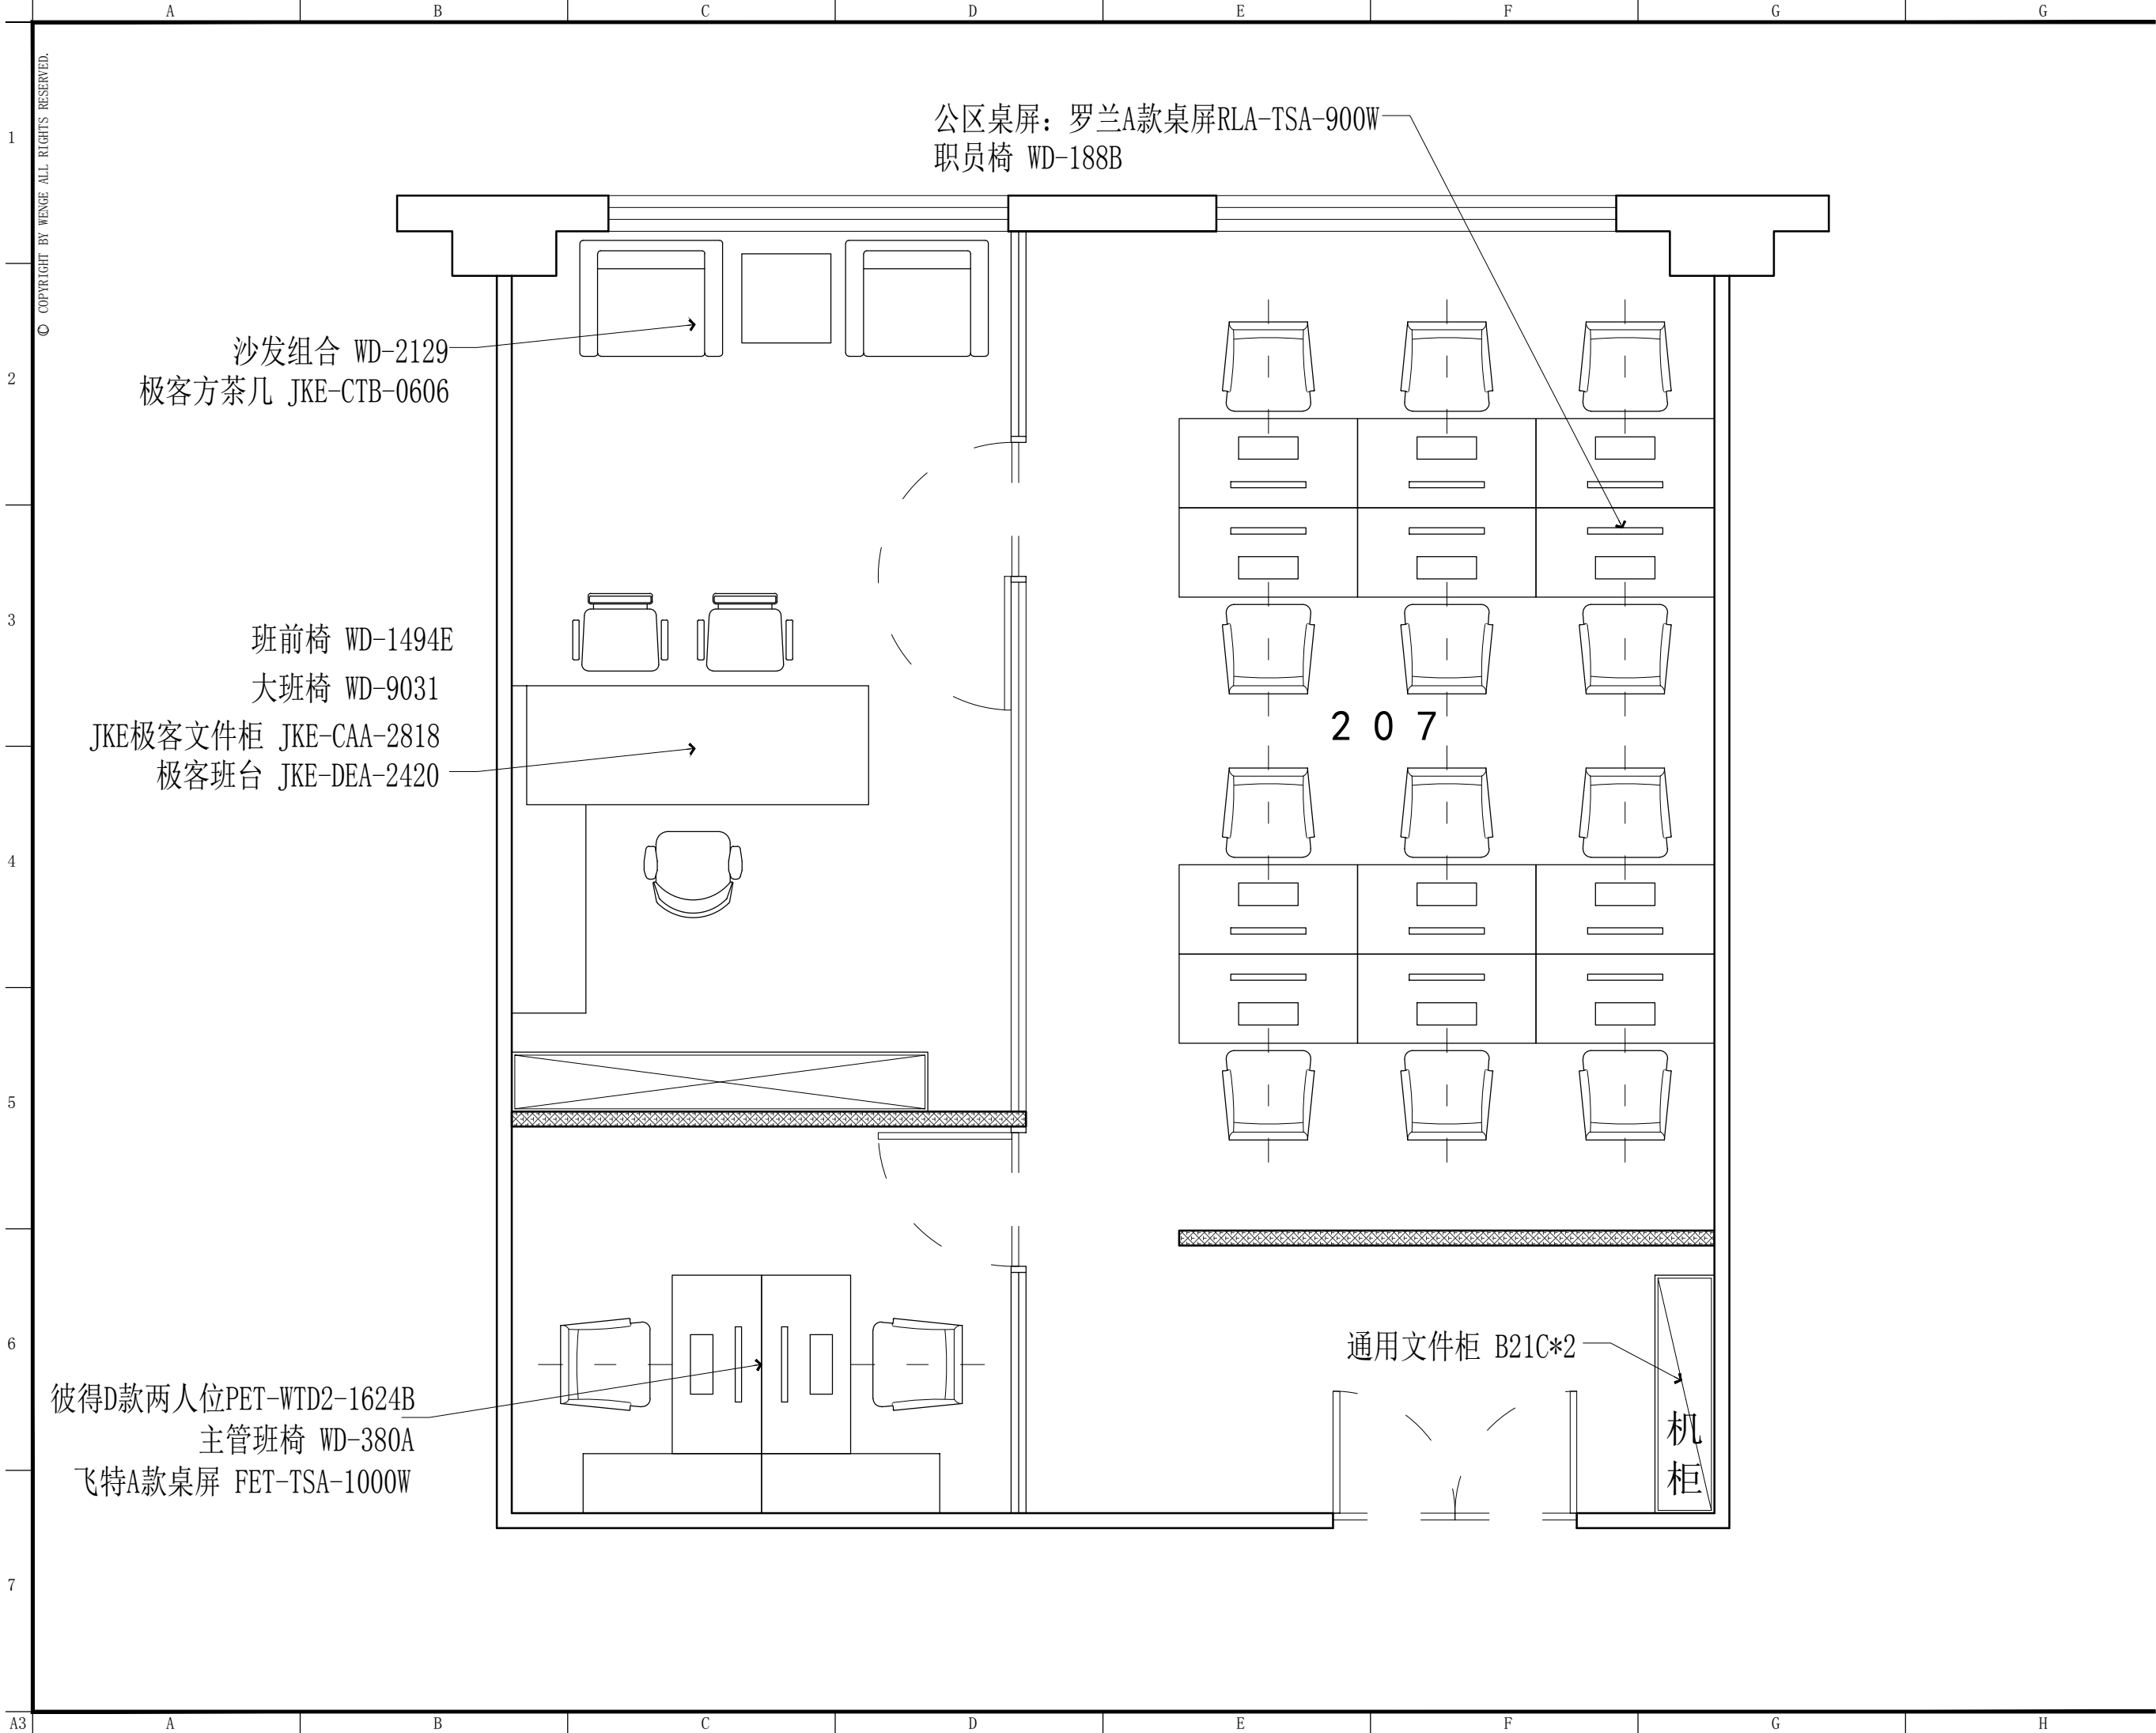 A B C D E F G G
© COPYRIGHT BY WENGE ALL RIGHTS RESERVED.
1
公区桌屏：罗兰A款桌屏RLA-TSA-900W
职员椅 WD-188B
沙发组合 WD-2129
2
极客方茶几 JKE-CTB-0606
3
班前椅 WD-1494E
大班椅 WD-9031
JKE极客文件柜 JKE-CAA-2818
207
极客班台 JKE-DEA-2420
4
5
6
通用文件柜 B21C*2
彼得D款两人位PET-WTD2-1624B
主管班椅 WD-380A
飞特A款桌屏 FET-TSA-1000W
机
柜
7
A3 A B C D E F G H